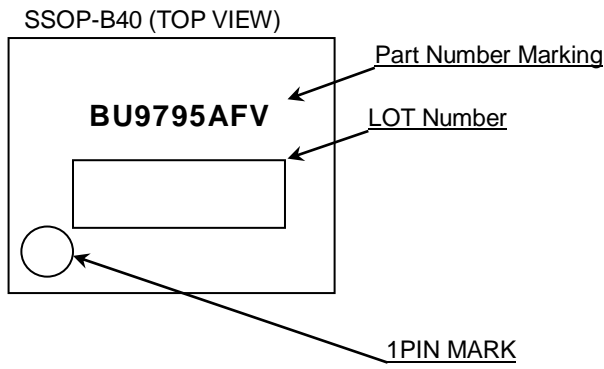 SSOP-B40 (TOP VIEW)
Part Number Marking
BU9795AFV
LOT Number
1PIN MARK